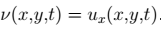 ν(x,y,t) = u_x(x,y,t).